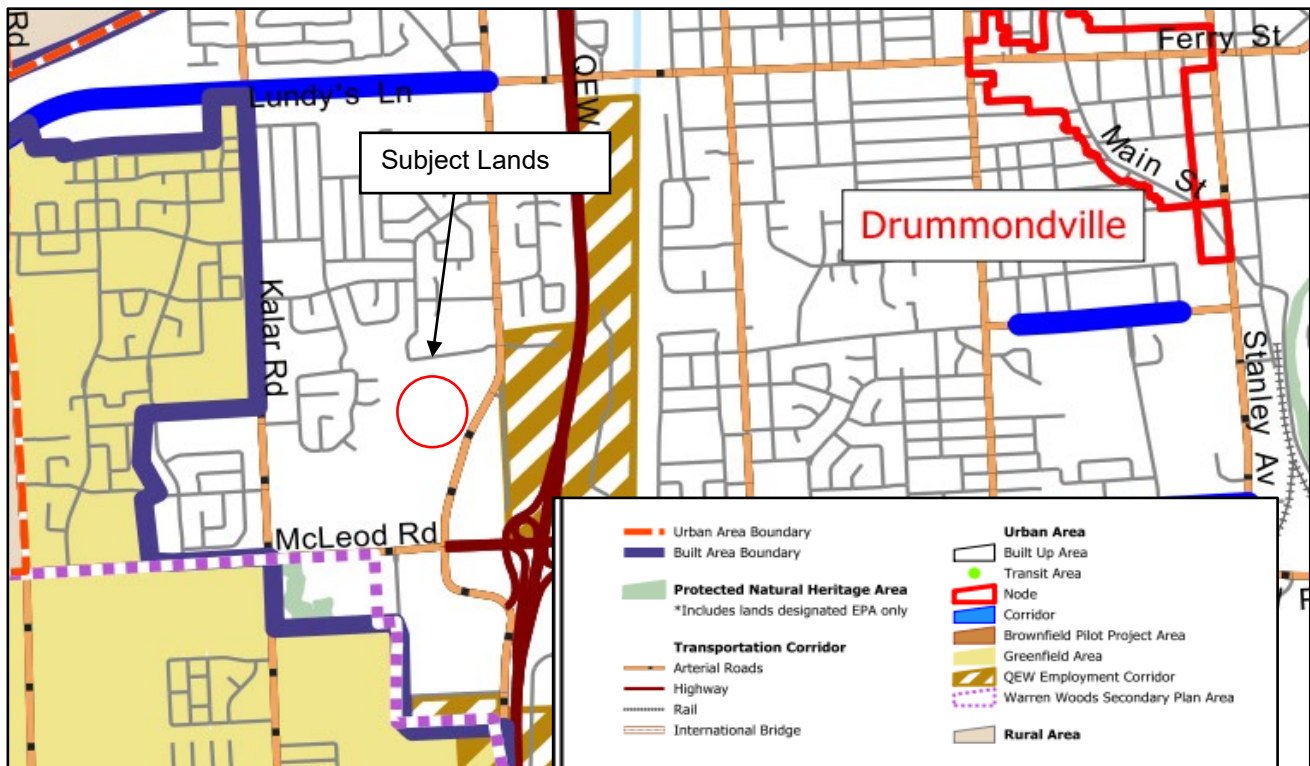 Rd
Ferry St
QEW
Lundy's Ln
Subject Lands
Main St
Drummondville
Kalar Rd
Stanley Av
McLeod Rd
Urban Area Boundary
Built Area Boundary
Protected Natural Heritage Area
*Includes lands designated EPA only
Transportation Corridor
Arterial Roads
Highway
Rail
International Bridge
Urban Area
Built Up Area
Transit Area
Node
Corridor
Brownfield Pilot Project Area
Greenfield Area
QEW Employment Corridor
Warren Woods Secondary Plan Area
Rural Area